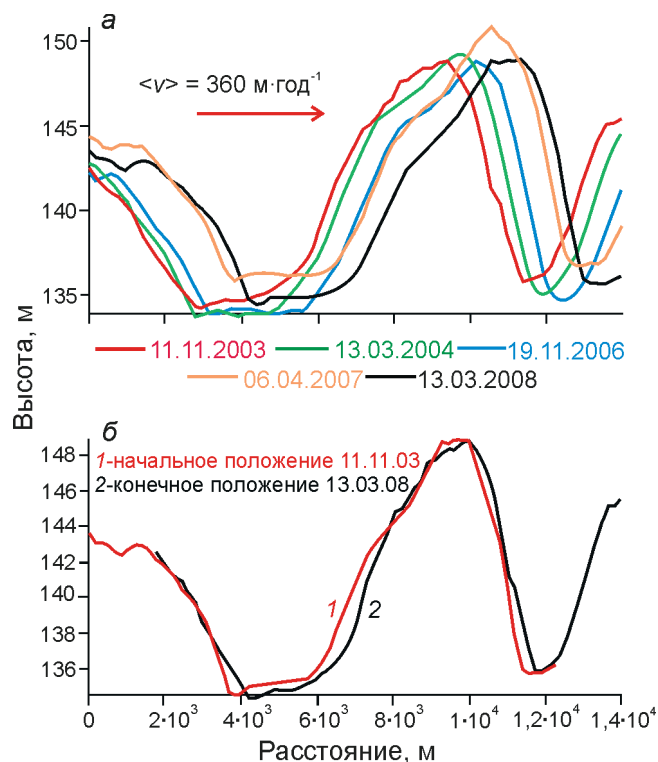 а
150
145
140
135
<v> = 360 м·год⁻¹
Высота, м
11.11.2003 13.03.2004 19.11.2006
06.04.2007 13.03.2008
б
148
146
144
142
140
138
136
1-начальное положение 11.11.03
2-конечное положение 13.03.08
1 2
0 2·10³ 4·10³ 6·10³ 8·10³ 1·10⁴ 1,2·10⁴ 1,4·10⁴
Расстояние, м